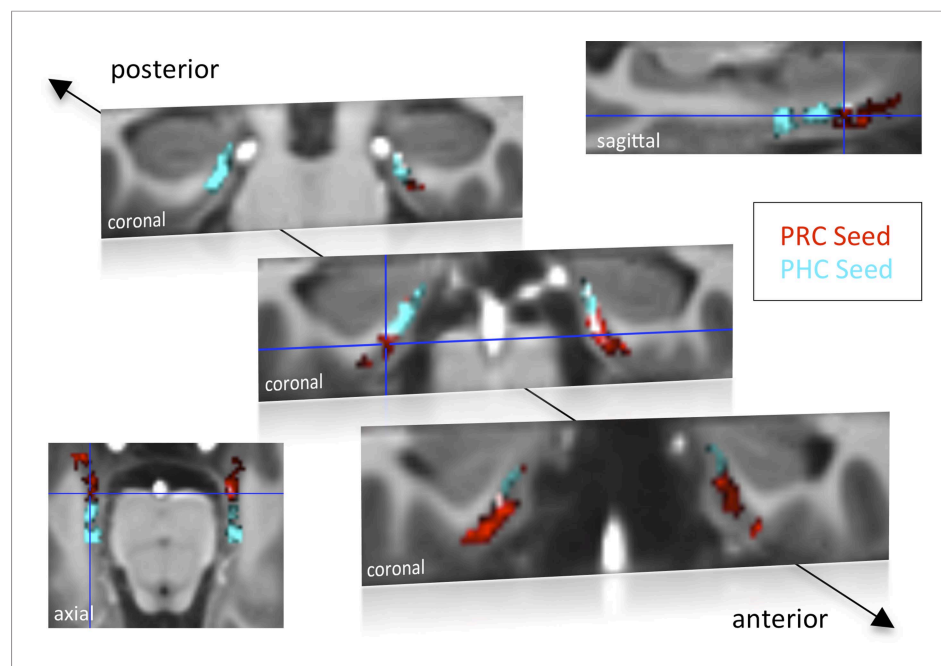 posterior
coronal
sagittal
PRC Seed
PHC Seed
coronal
axial
coronal
anterior